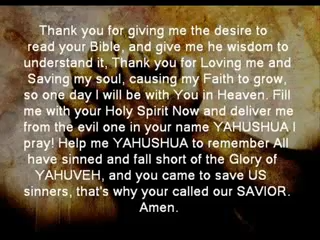 Thank you for giving me the desire to
read your Bible, and give me he wisdom to
understand it, Thank you for Loving me and
Saving my soul, causing my Faith to grow,
so one day I will be with You in Heaven. Fill
me with your Holy Spirit Now and deliver me
from the evil one in your name YAHUSHUA I
pray! Help me YAHUSHUA to remember All
have sinned and fall short of the Glory of
YAHUVEH, and you came to save US
sinners, that's why your called our SAVIOR.
Amen.